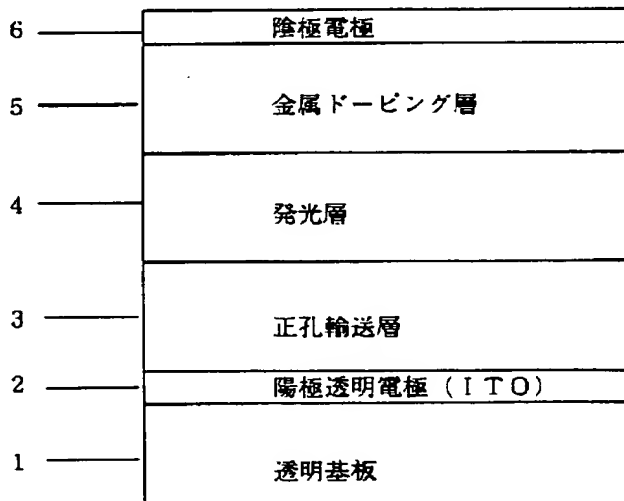 6 陰極電極
5 金属ドーピング層
4 発光層
3 正孔輸送層
2 陽極透明電極(ITO)
1 透明基板